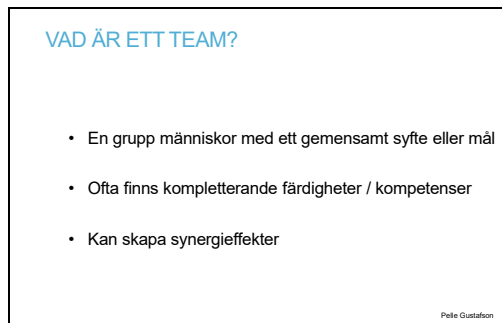 VAD ÄR ETT TEAM?
• En grupp människor med ett gemensamt syfte eller mål
• Ofta finns kompletterande färdigheter / kompetenser
• Kan skapa synergieffekter
Pelle Gustafson